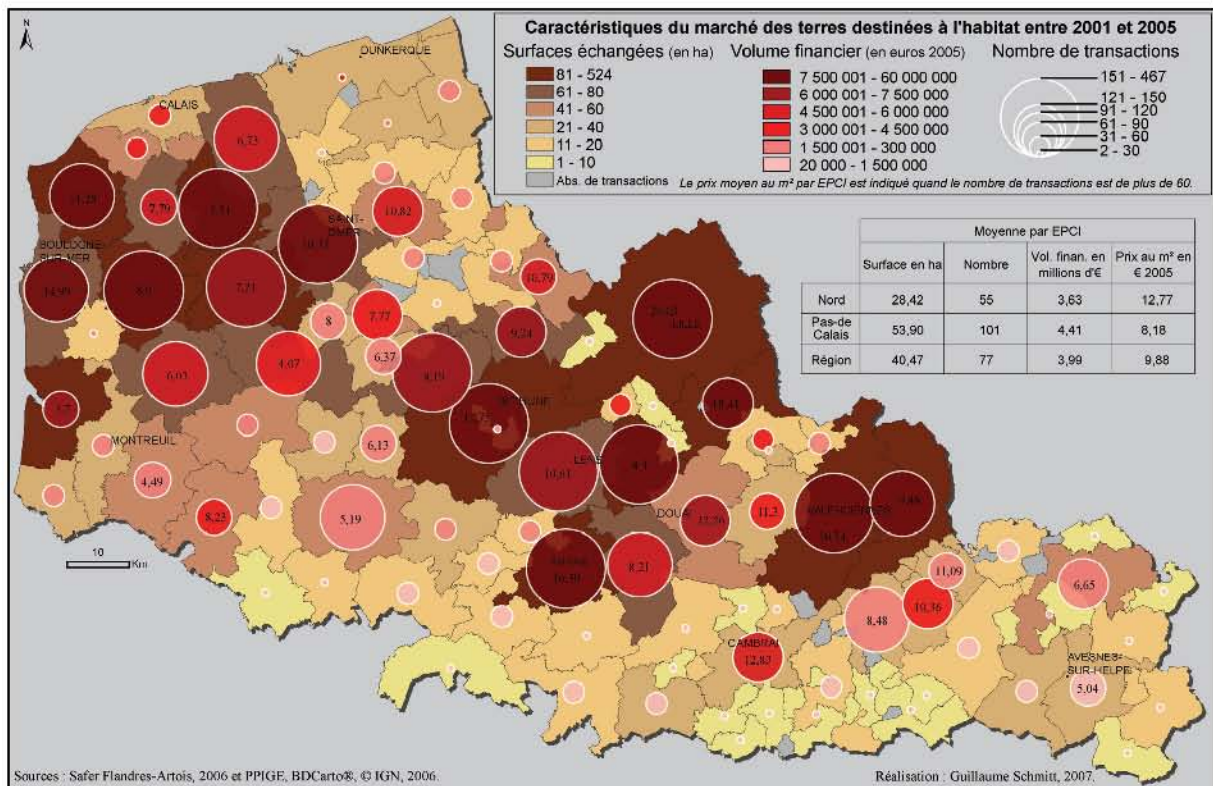 N
Caractéristiques du marché des terres destinées à l'habitat entre 2001 et 2005
Surfaces échangées (en ha)
81 - 524
61 - 80
41 - 60
21 - 40
11 - 20
1 - 10
Abs. de transactions
Volume financier (en euros 2005)
7 500 001 - 60 000 000
6 000 001 - 7 500 000
4 500 001 - 6 000 000
3 000 001 - 4 500 000
1 500 001 - 300 000
20 000 - 1 500 000
Nombre de transactions
151 - 467
121 - 150
91 - 120
61 - 90
31 - 60
2 - 30
Le prix moyen au m² par EPCI est indiqué quand le nombre de transactions est de plus de 60.
Moyenne par EPCI
Surface en ha Nombre Vol. finan. en millions d'€ Prix au m² en € 2005
Nord 28,42 55 3,63 12,77
Pas-de Calais 53,90 101 4,41 8,18
Région 40,47 77 3,99 9,88
DUNKERQUE
CALAIS
6,73
7,79
SAINT-OMER
10,82
BOULOGNE-SUR-MER
14,99
7,71
10,79
8
7,77
9,24
6,37
6,03
4,07
8,19
18,41
MONTREUIL
6,13
4,49
10,61
LENS
8,23
5,19
DOUAI
11,3
VALENCIENNES
8,21
11,09
6,65
10,36
8,48
CAMBRAI
12,83
AVESNES-SUR-HELPE
5,04
10
Km
Sources : Safer Flandres-Artois, 2006 et PPIGE, BDCarto®, © IGN, 2006.
Réalisation : Guillaume Schmitt, 2007.